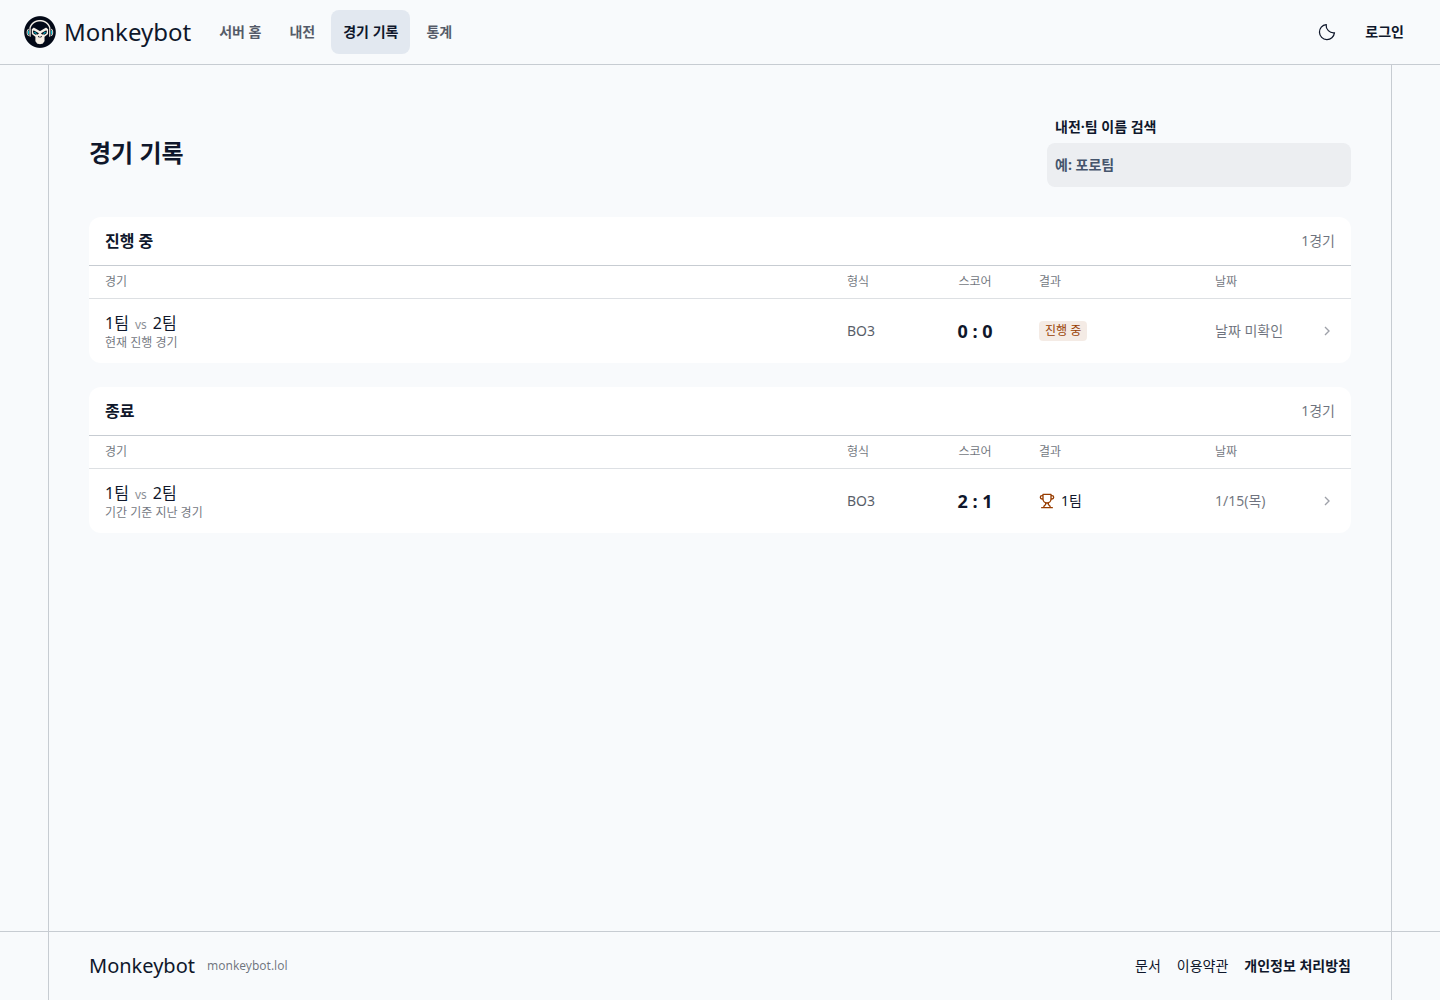 Monkeybot 서버 홈 내전 경기 기록 통계 로그인
내전·팀 이름 검색
경기 기록
예: 포로팀
진행 중 1경기
경기 형식 스코어 결과 날짜
1팀 vs 2팀
현재 진행 경기
BO3 0 : 0 진행 중 날짜 미확인
종료 1경기
경기 형식 스코어 결과 날짜
1팀 vs 2팀
기간 기준 지난 경기
BO3 2 : 1 1팀 1/15(목)
Monkeybot monkeybot.lol 문서 이용약관 개인정보 처리방침